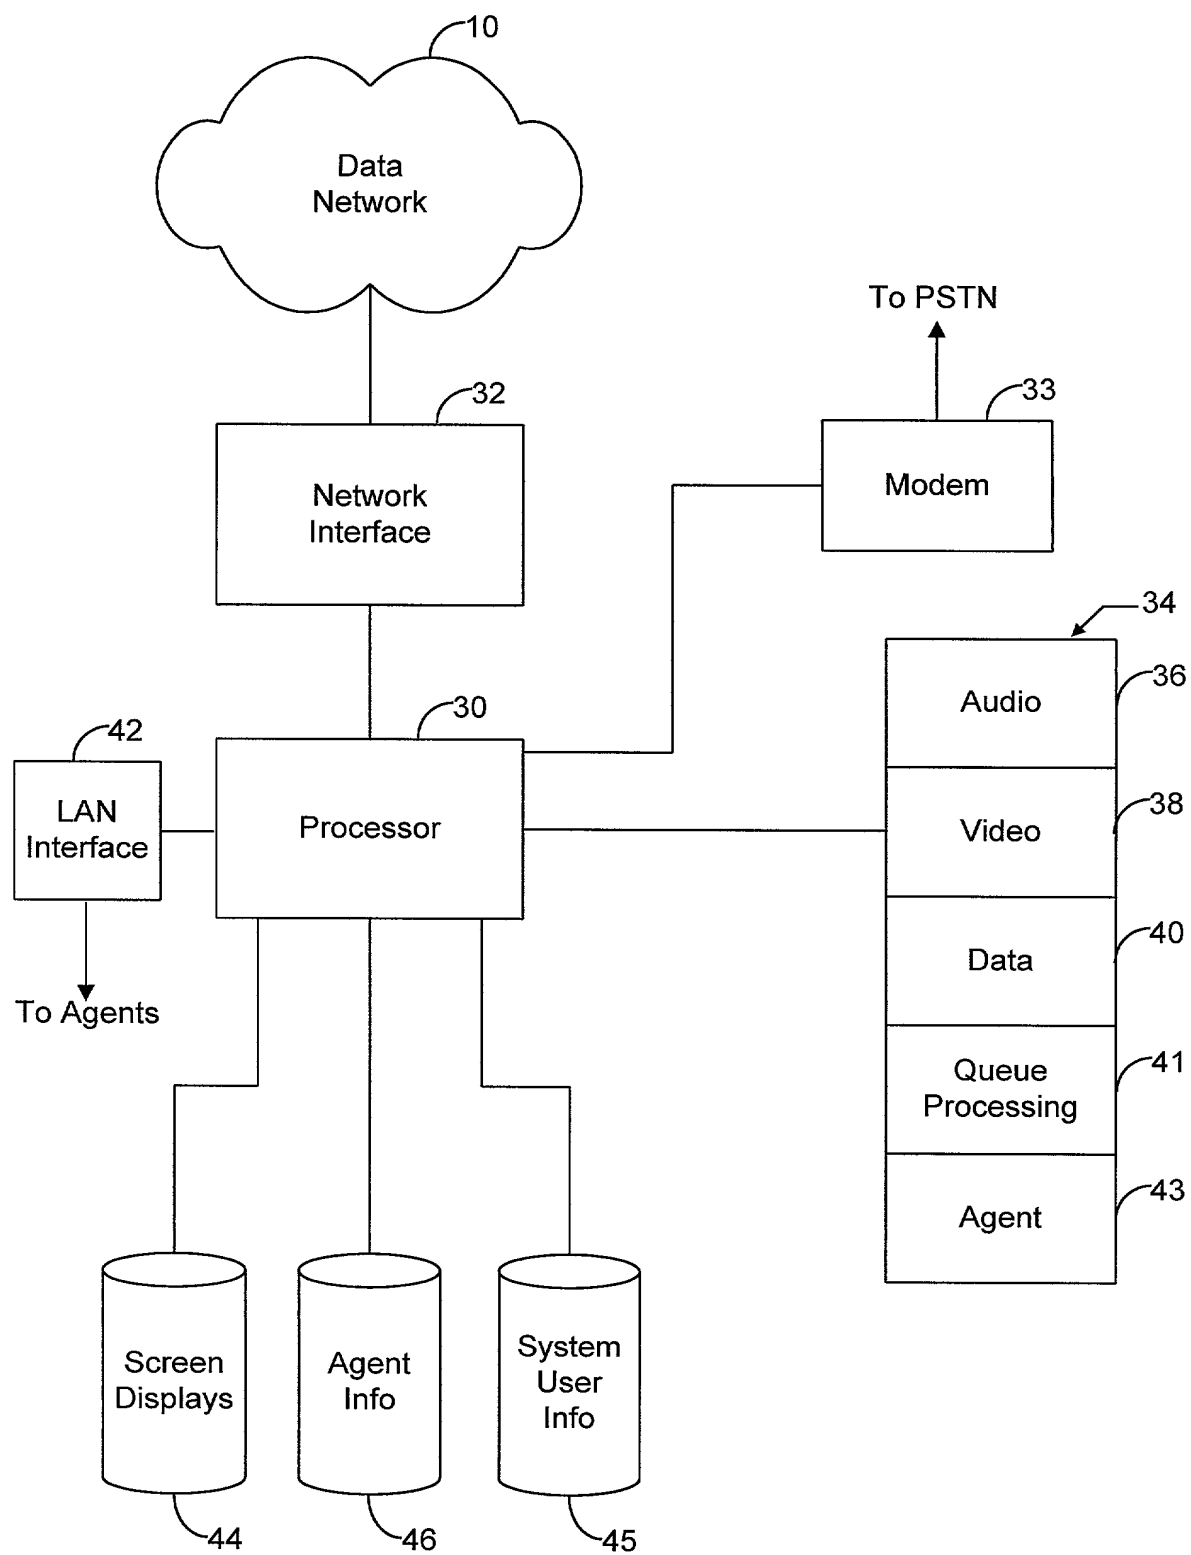 10
Data
Network
To PSTN
32
33
Network
Interface
Modem
34
36
Audio
30
42
LAN
Interface
Processor
38
Video
40
Data
To Agents
41
Queue
Processing
43
Agent
Screen
Displays
Agent
Info
System
User
Info
44
46
45